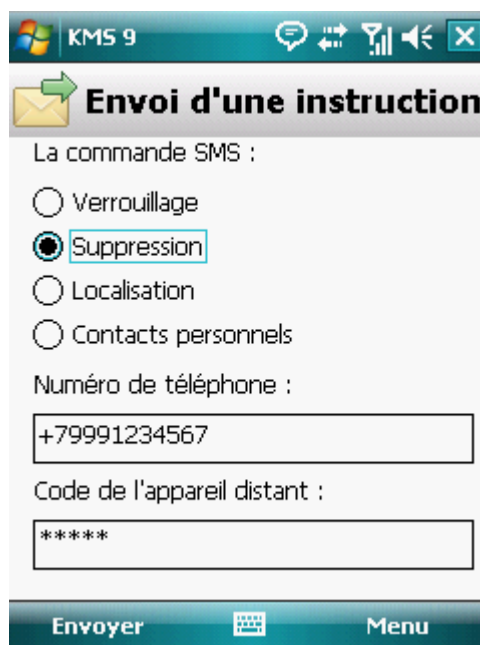 KMS 9
Envoi d'une instruction
La commande SMS :
Verrouillage
Suppression
Localisation
Contacts personnels
Numéro de téléphone :
+79991234567
Code de l'appareil distant :
*****
Envoyer Menu